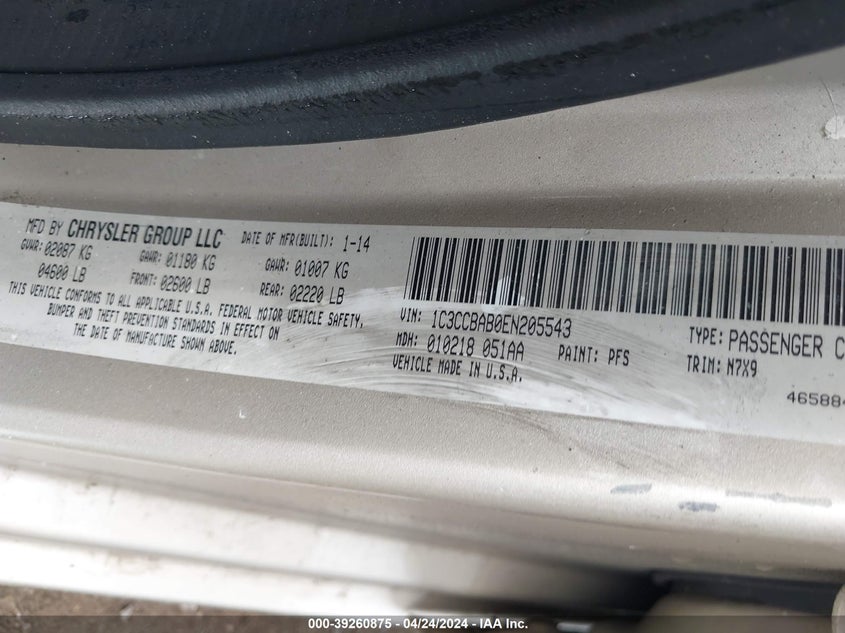 MFD BY CHRYSLER GROUP LLC DATE OF MFR(BUILT): 1-14
GVWR: 02087 KG GAWR: 01180 KG GAWR: 01007 KG
04600 LB FRONT: 02600 LB REAR: 02220 LB
THIS VEHICLE CONFORMS TO ALL APPLICABLE U.S.A. FEDERAL MOTOR VEHICLE SAFETY,
BUMPER AND THEFT PREVENTION STANDARDS IN EFFECT ON
THE DATE OF MANUFACTURE SHOWN ABOVE.
VIN: 1C3CCBAB0EN205543 TYPE: PASSENGER C
MDH: 010218 051AA PAINT: PFS TRIM: N7X9
VEHICLE MADE IN U.S.A.
46588
000-39260875 - 04/24/2024 - IAA Inc.